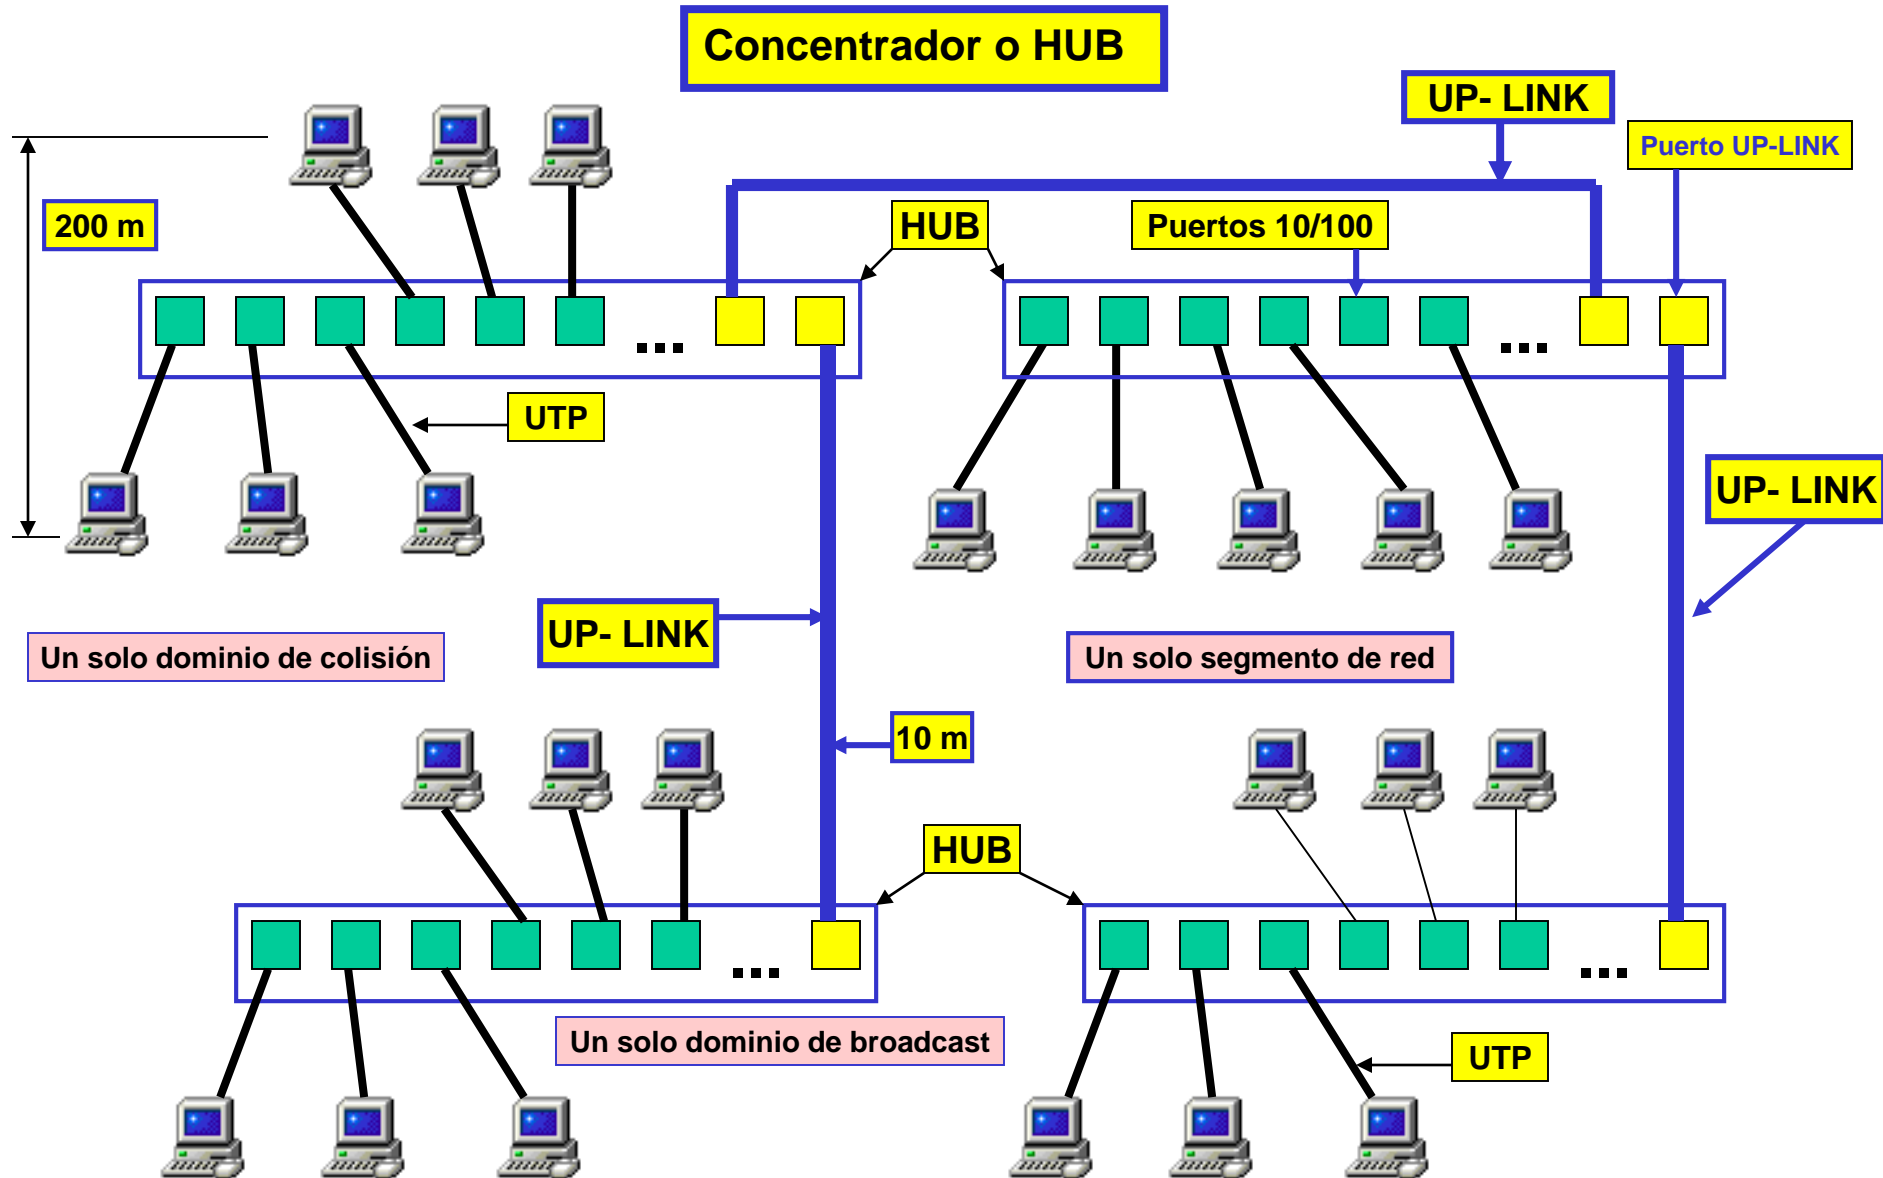 Concentrador o HUB
UP- LINK
Puerto UP-LINK
200 m
HUB
Puertos 10/100
...
...
UTP
UP- LINK
UP- LINK
Un solo dominio de colisión
Un solo segmento de red
10 m
HUB
...
...
Un solo dominio de broadcast
UTP